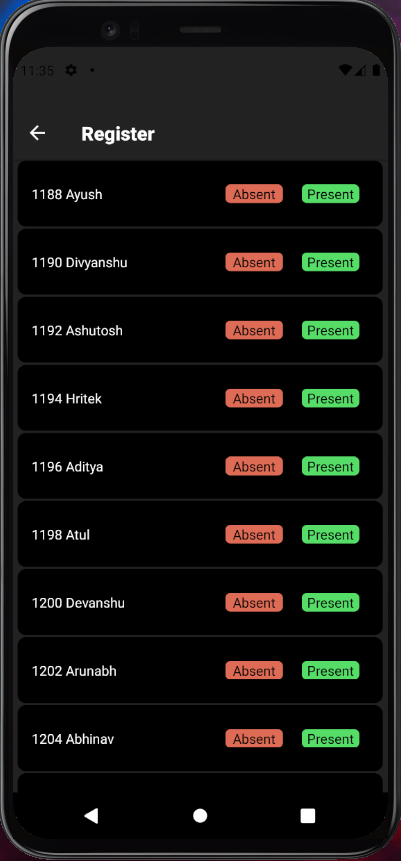 11:35
Register
1188 Ayush Absent Present
1190 Divyanshu Absent Present
1192 Ashutosh Absent Present
1194 Hritek Absent Present
1196 Aditya Absent Present
1198 Atul Absent Present
1200 Devanshu Absent Present
1202 Arunabh Absent Present
1204 Abhinav Absent Present